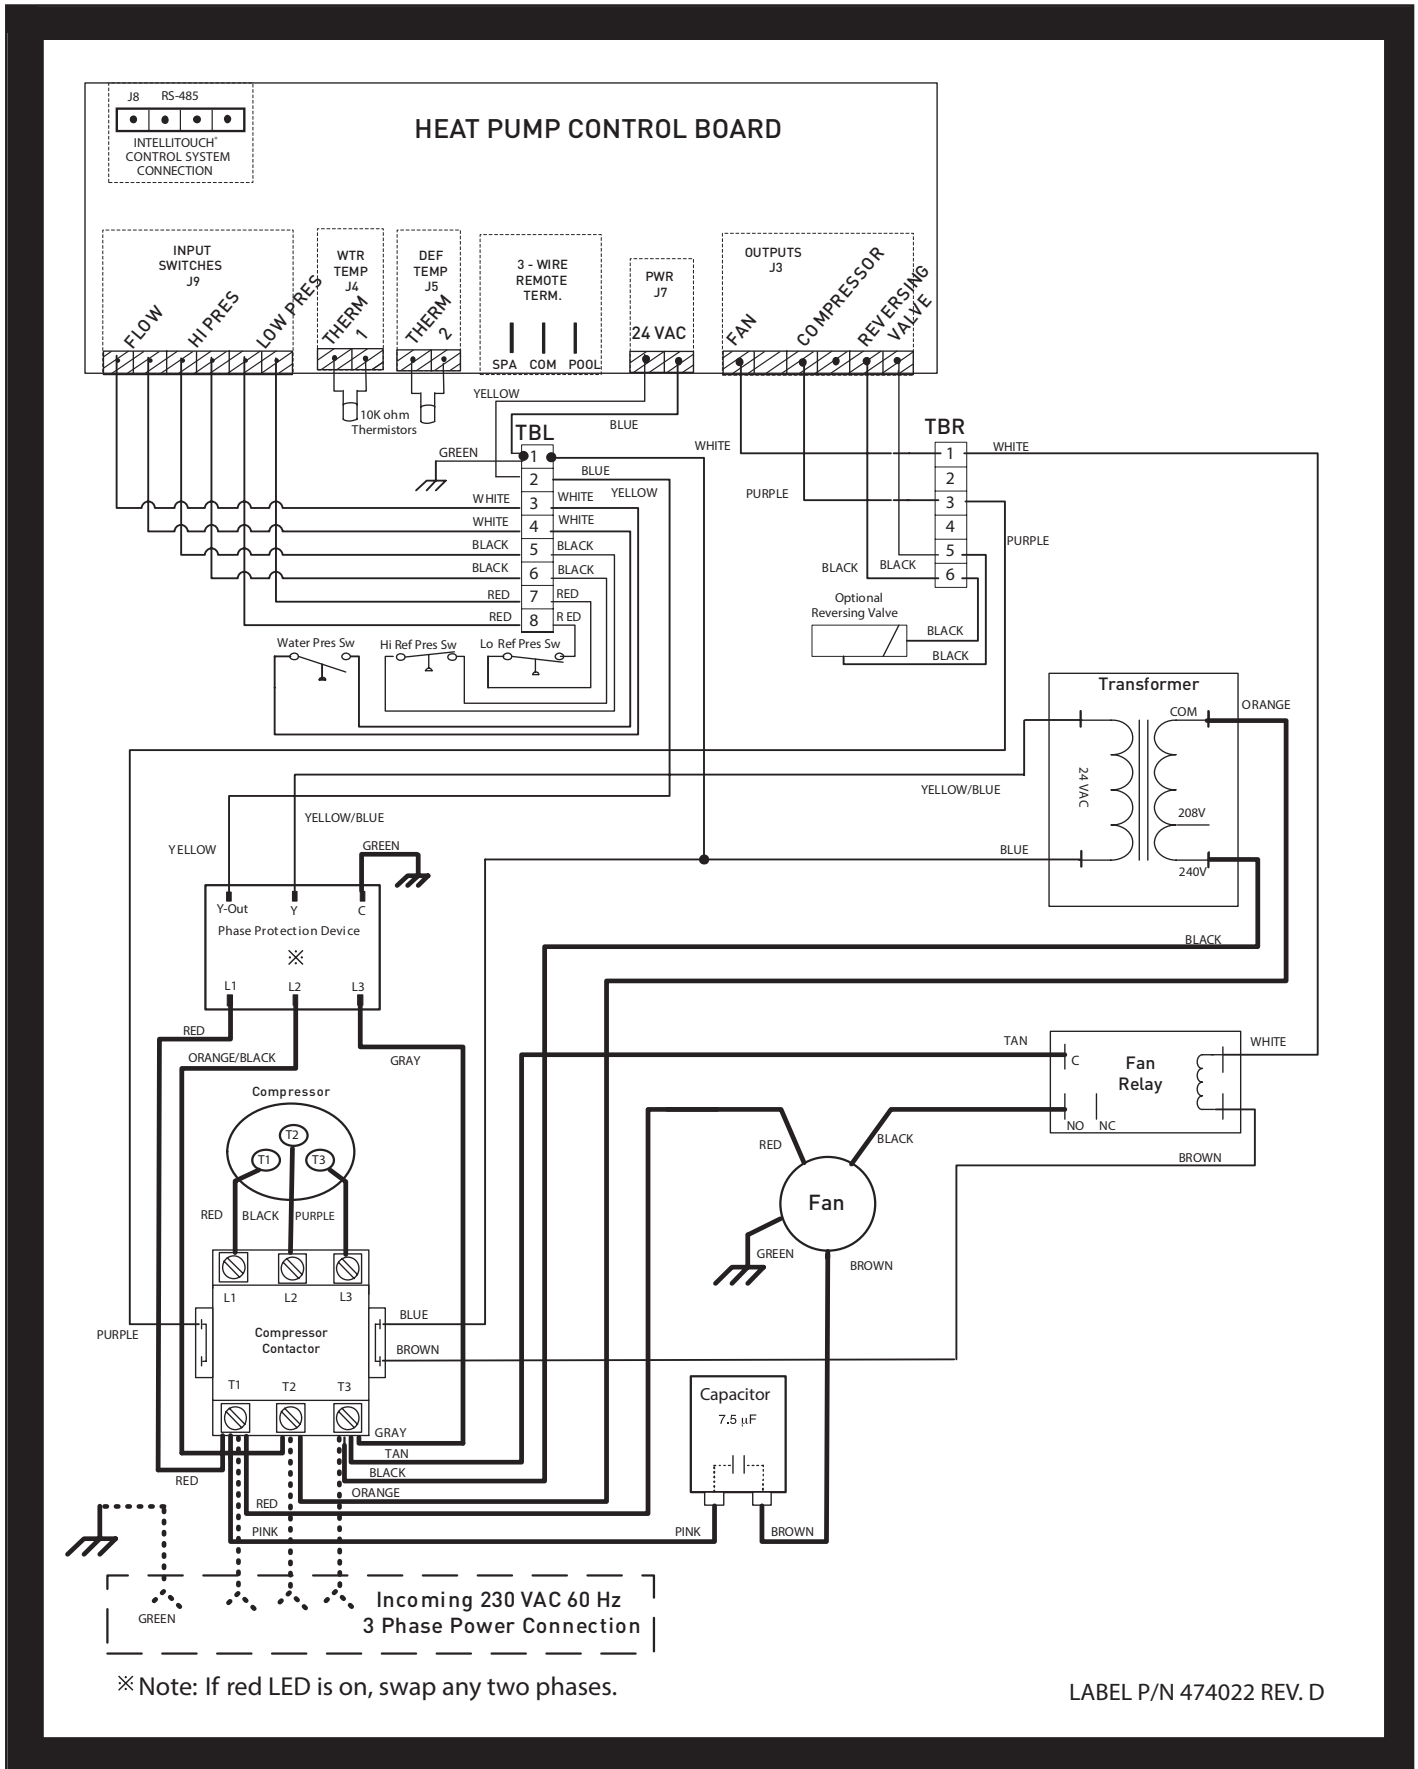 J8 RS-485
INTELLITOUCH®
CONTROL SYSTEM
CONNECTION
HEAT PUMP CONTROL BOARD
INPUT
SWITCHES
J9
FLOW
HI PRES
LOW PRES
WTR
TEMP
J4
THERM
1
DEF
TEMP
J5
THERM
2
3 - WIRE
REMOTE
TERM.
SPA COM POOL
PWR
J7
24 VAC
OUTPUTS
J3
FAN
COMPRESSOR
REVERSING
VALVE
10K ohm
Thermistors
YELLOW
BLUE
TBL
GREEN
1
2
3
4
5
6
7
8
BLUE
YELLOW
WHITE WHITE
WHITE WHITE
BLACK BLACK
BLACK BLACK
RED RED
RED RED
WHITE
TBR
1
2
3
4
5
6
WHITE
PURPLE
PURPLE
BLACK BLACK
Optional
Reversing Valve
BLACK
BLACK
Water Pres Sw
Hi Ref Pres Sw
Lo Ref Pres Sw
Transformer
COM
ORANGE
24 VAC
208V
240V
YELLOW/BLUE
YELLOW/BLUE
YELLOW
GREEN
BLUE
BLACK
Y-Out Y C
Phase Protection Device
※
L1 L2 L3
RED
ORANGE/BLACK
GRAY
TAN
C
Fan
Relay
NO NC
WHITE
BROWN
Compressor
T1 T2 T3
RED BLACK PURPLE
RED
BLACK
Fan
GREEN
BROWN
L1 L2 L3
Compressor
Contactor
T1 T2 T3
PURPLE
BLUE
BROWN
Capacitor
7.5 µF
GRAY
TAN
BLACK
ORANGE
RED
RED
PINK
PINK
BROWN
GREEN
Incoming 230 VAC 60 Hz
3 Phase Power Connection
※ Note: If red LED is on, swap any two phases.
LABEL P/N 474022 REV. D